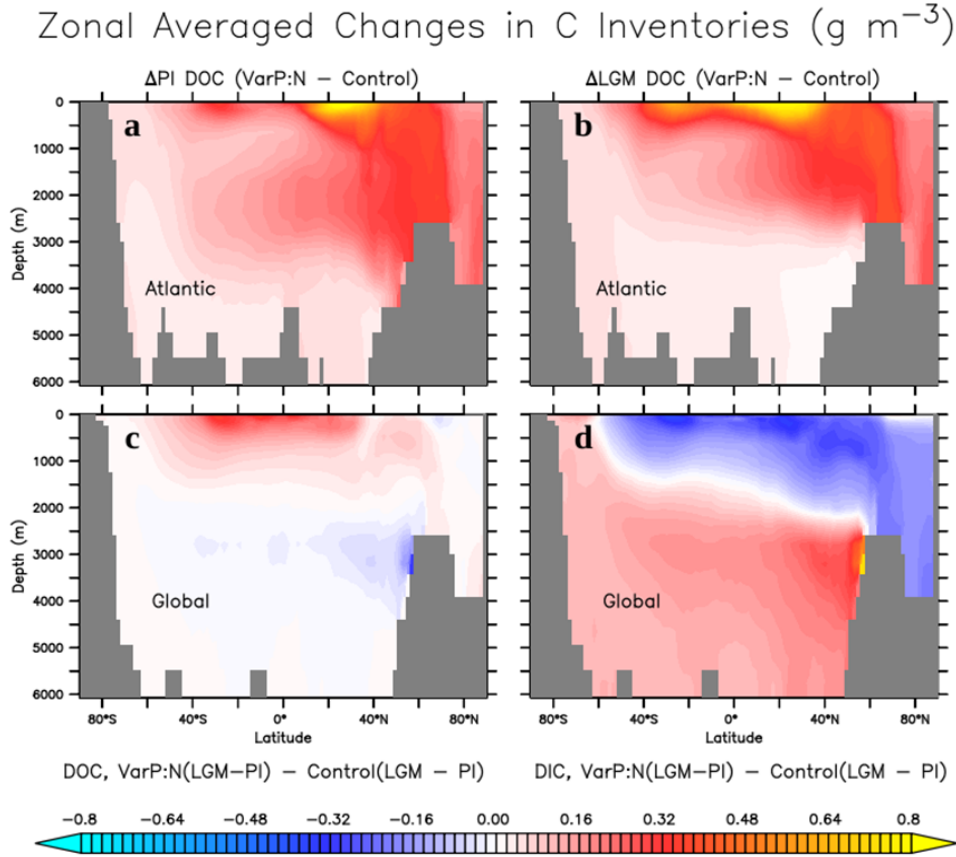 Zonal Averaged Changes in C Inventories (g m⁻³)
ΔPI DOC (VarP:N – Control)
ΔLGM DOC (VarP:N – Control)
a
b
0
1000
2000
3000
4000
5000
6000
Depth (m)
Atlantic
Atlantic
c
d
0
1000
2000
3000
4000
5000
6000
Depth (m)
Global
Global
80°S 40°S 0° 40°N 80°N
80°S 40°S 0° 40°N 80°N
Latitude
Latitude
DOC, VarP:N(LGM–PI) – Control(LGM – PI)
DIC, VarP:N(LGM–PI) – Control(LGM – PI)
−0.8 −0.64 −0.48 −0.32 −0.16 0.00 0.16 0.32 0.48 0.64 0.8